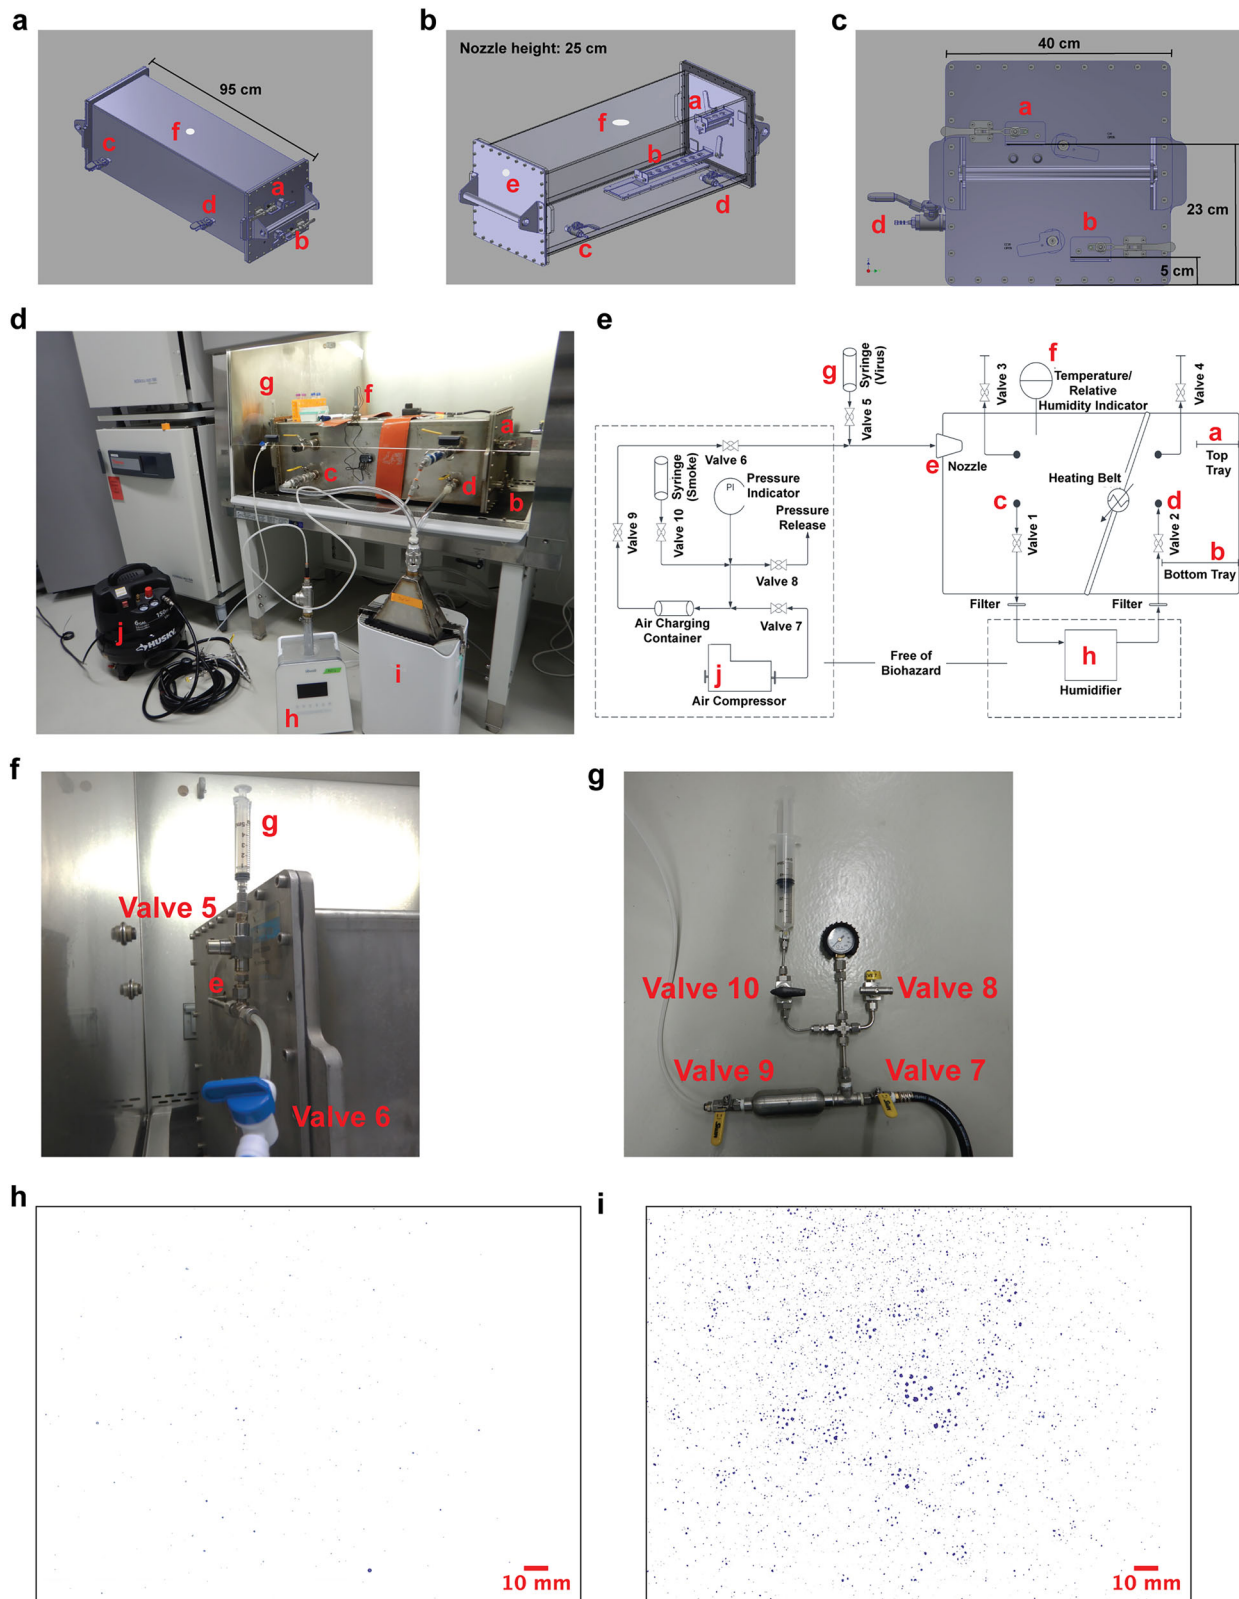 a
95 cm
f
c
d
a
b
b
Nozzle height: 25 cm
a
f
b
e
d
c
c
40 cm
a
d
b
23 cm
5 cm
d
g
f
a
c
d
b
j
HUSKY
i
h
e
g
Syringe
(Virus)
Valve 5
Valve 3
f
Temperature/
Relative
Humidity Indicator
Valve 4
Valve 6
e
Nozzle
a
Top
Tray
Syringe
(Smoke)
Valve 10
PI
Pressure
Indicator
Pressure
Release
Heating Belt
c
d
Valve 9
Valve 8
Valve 1
Valve 2
b
Bottom Tray
Air Charging
Container
Valve 7
Filter
Filter
j
Air Compressor
Free of
Biohazard
h
Humidifier
f
g
Valve 5
e
Valve 6
g
Valve 10
Valve 8
Valve 9
Valve 7
h
10 mm
i
10 mm